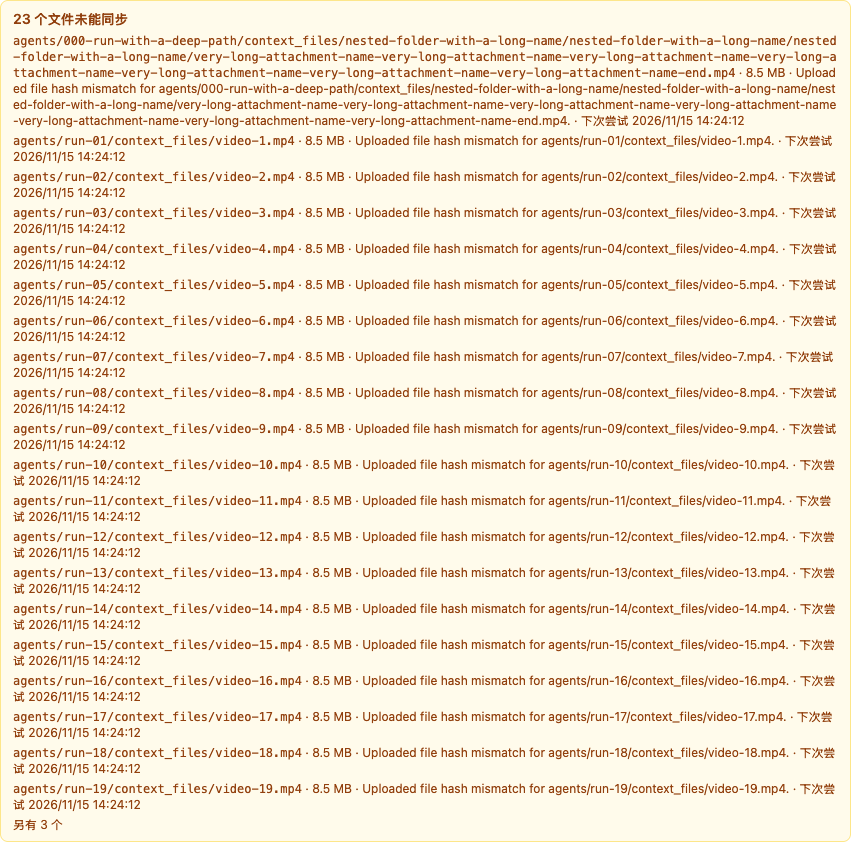 23 个文件未能同步
agents/000-run-with-a-deep-path/context_files/nested-folder-with-a-long-name/nested-folder-with-a-long-name/nested
-folder-with-a-long-name/very-long-attachment-name-very-long-attachment-name-very-long-attachment-name-very-long-a
ttachment-name-very-long-attachment-name-very-long-attachment-name-very-long-attachment-name-end.mp4 · 8.5 MB · Upload
ed file hash mismatch for agents/000-run-with-a-deep-path/context_files/nested-folder-with-a-long-name/nested-folder-with-a-long-name/nest
ed-folder-with-a-long-name/very-long-attachment-name-very-long-attachment-name-very-long-attachment-name-very-long-attachment-name
-very-long-attachment-name-very-long-attachment-name-very-long-attachment-name-end.mp4. · 下次尝试 2026/11/15 14:24:12
agents/run-01/context_files/video-1.mp4 · 8.5 MB · Uploaded file hash mismatch for agents/run-01/context_files/video-1.mp4. · 下次尝试
2026/11/15 14:24:12
agents/run-02/context_files/video-2.mp4 · 8.5 MB · Uploaded file hash mismatch for agents/run-02/context_files/video-2.mp4. · 下次尝试
2026/11/15 14:24:12
agents/run-03/context_files/video-3.mp4 · 8.5 MB · Uploaded file hash mismatch for agents/run-03/context_files/video-3.mp4. · 下次尝试
2026/11/15 14:24:12
agents/run-04/context_files/video-4.mp4 · 8.5 MB · Uploaded file hash mismatch for agents/run-04/context_files/video-4.mp4. · 下次尝试
2026/11/15 14:24:12
agents/run-05/context_files/video-5.mp4 · 8.5 MB · Uploaded file hash mismatch for agents/run-05/context_files/video-5.mp4. · 下次尝试
2026/11/15 14:24:12
agents/run-06/context_files/video-6.mp4 · 8.5 MB · Uploaded file hash mismatch for agents/run-06/context_files/video-6.mp4. · 下次尝试
2026/11/15 14:24:12
agents/run-07/context_files/video-7.mp4 · 8.5 MB · Uploaded file hash mismatch for agents/run-07/context_files/video-7.mp4. · 下次尝试
2026/11/15 14:24:12
agents/run-08/context_files/video-8.mp4 · 8.5 MB · Uploaded file hash mismatch for agents/run-08/context_files/video-8.mp4. · 下次尝试
2026/11/15 14:24:12
agents/run-09/context_files/video-9.mp4 · 8.5 MB · Uploaded file hash mismatch for agents/run-09/context_files/video-9.mp4. · 下次尝试
2026/11/15 14:24:12
agents/run-10/context_files/video-10.mp4 · 8.5 MB · Uploaded file hash mismatch for agents/run-10/context_files/video-10.mp4. · 下次尝
试 2026/11/15 14:24:12
agents/run-11/context_files/video-11.mp4 · 8.5 MB · Uploaded file hash mismatch for agents/run-11/context_files/video-11.mp4. · 下次尝
试 2026/11/15 14:24:12
agents/run-12/context_files/video-12.mp4 · 8.5 MB · Uploaded file hash mismatch for agents/run-12/context_files/video-12.mp4. · 下次尝
试 2026/11/15 14:24:12
agents/run-13/context_files/video-13.mp4 · 8.5 MB · Uploaded file hash mismatch for agents/run-13/context_files/video-13.mp4. · 下次尝
试 2026/11/15 14:24:12
agents/run-14/context_files/video-14.mp4 · 8.5 MB · Uploaded file hash mismatch for agents/run-14/context_files/video-14.mp4. · 下次尝
试 2026/11/15 14:24:12
agents/run-15/context_files/video-15.mp4 · 8.5 MB · Uploaded file hash mismatch for agents/run-15/context_files/video-15.mp4. · 下次尝
试 2026/11/15 14:24:12
agents/run-16/context_files/video-16.mp4 · 8.5 MB · Uploaded file hash mismatch for agents/run-16/context_files/video-16.mp4. · 下次尝
试 2026/11/15 14:24:12
agents/run-17/context_files/video-17.mp4 · 8.5 MB · Uploaded file hash mismatch for agents/run-17/context_files/video-17.mp4. · 下次尝
试 2026/11/15 14:24:12
agents/run-18/context_files/video-18.mp4 · 8.5 MB · Uploaded file hash mismatch for agents/run-18/context_files/video-18.mp4. · 下次尝
试 2026/11/15 14:24:12
agents/run-19/context_files/video-19.mp4 · 8.5 MB · Uploaded file hash mismatch for agents/run-19/context_files/video-19.mp4. · 下次尝
试 2026/11/15 14:24:12
另有 3 个